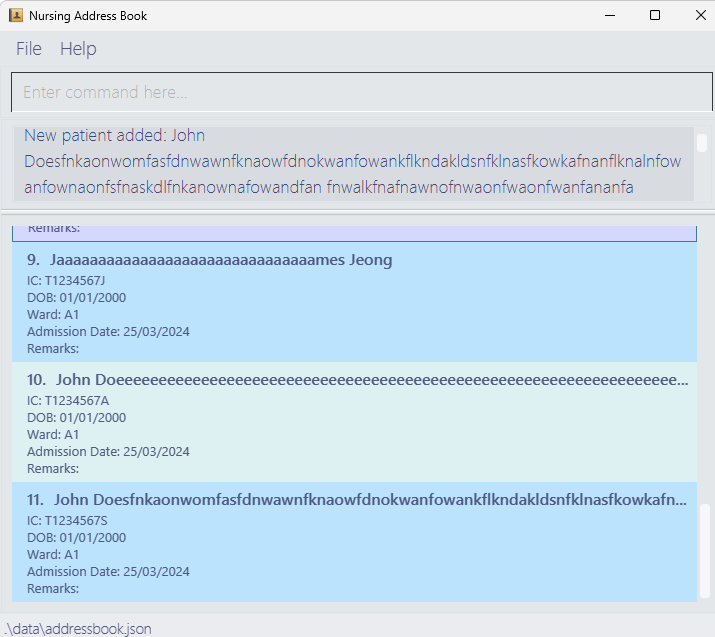 Nursing Address Book
File Help
Enter command here...
New patient added: John
Doesfnkaonwomfasfdnwawnfknaowfdnokwanfowankflkndakldsnfklnasfkowkafnanflknalnfow
anfownaonfsfnaskdlfnkanownafowandfan fnwalkfnafnawnofnwaonfwaonfwanfananfa
Remarks:
9. Jaaaaaaaaaaaaaaaaaaaaaaaaaaaaaaames Jeong
IC: T1234567J
DOB: 01/01/2000
Ward: A1
Admission Date: 25/03/2024
Remarks:
10. John Doeeeeeeeeeeeeeeeeeeeeeeeeeeeeeeeeeeeeeeeeeeeeeeeeeeeeeeeeeeeeeeeeee...
IC: T1234567A
DOB: 01/01/2000
Ward: A1
Admission Date: 25/03/2024
Remarks:
11. John Doesfnkaonwomfasfdnwawnfknaowfdnokwanfowankflkndakldsnfklnasfkowkafn...
IC: T1234567S
DOB: 01/01/2000
Ward: A1
Admission Date: 25/03/2024
Remarks:
.\data\addressbook.json